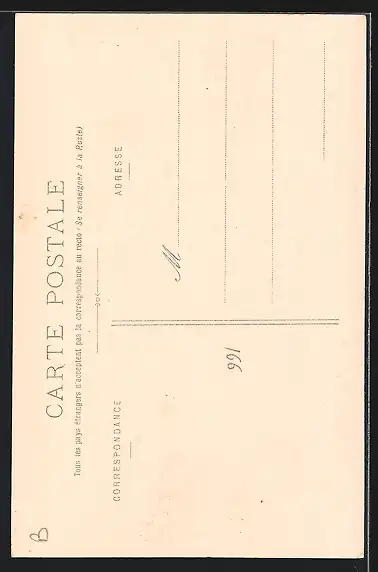 CARTE POSTALE
Tous les pays étrangers n'acceptent pas la correspondance au recto (Se renseigner à la Poste)
CORRESPONDANCE
ADRESSE
M
166
B